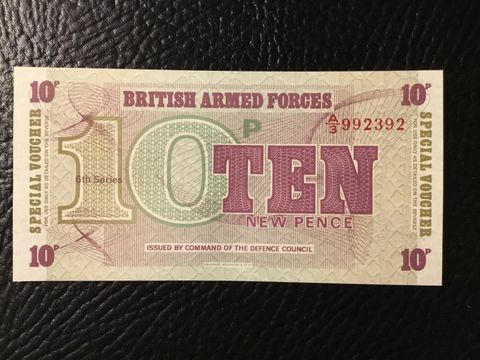 10P
BRITISH ARMED FORCES
10P
A/3 992392
SPECIAL VOUCHER
FOR USE ONLY AS DETAILED ON THE REVERSE
10P
6th Series
TEN
NEW PENCE
SPECIAL VOUCHER
FOR USE ONLY AS DETAILED ON THE REVERSE
ISSUED BY COMMAND OF THE DEFENCE COUNCIL
10P
10P